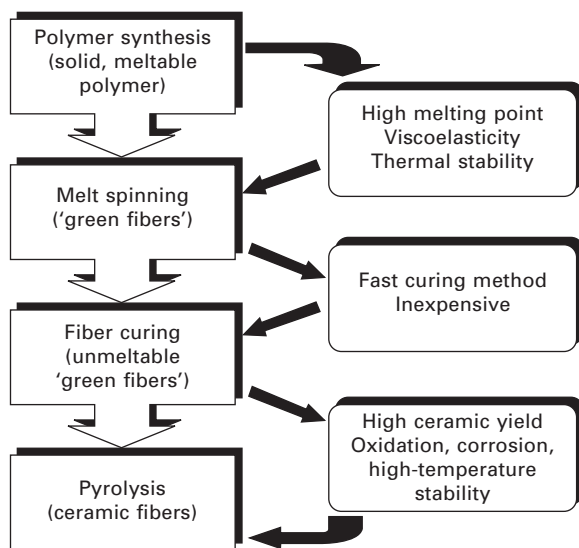 Polymer synthesis
(solid, meltable
polymer)
High melting point
Viscoelasticity
Thermal stability
Melt spinning
(‘green fibers’)
Fast curing method
Inexpensive
Fiber curing
(unmeltable
‘green fibers’)
High ceramic yield
Oxidation, corrosion,
high-temperature
stability
Pyrolysis
(ceramic fibers)